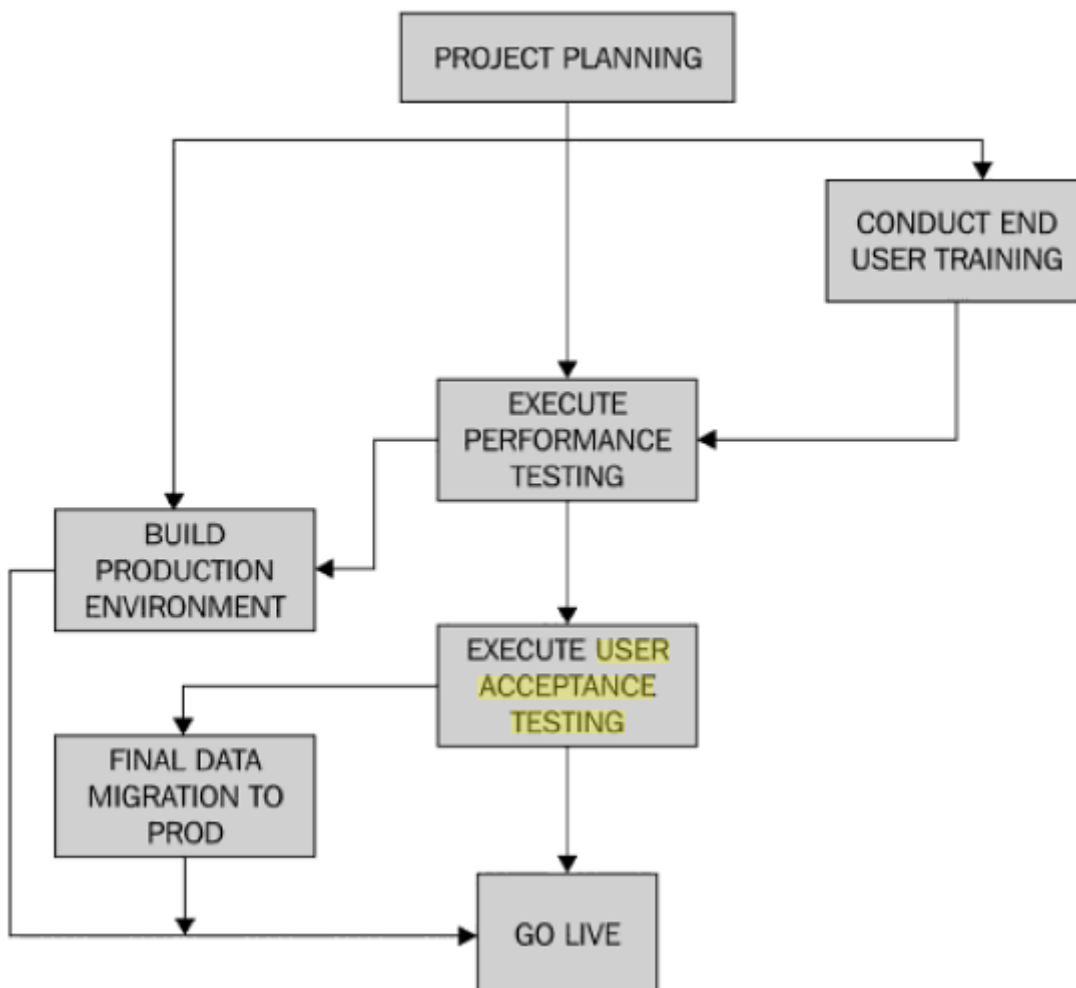 PROJECT PLANNING
CONDUCT END
USER TRAINING
EXECUTE
PERFORMANCE
TESTING
BUILD
PRODUCTION
ENVIRONMENT
EXECUTE USER
ACCEPTANCE
TESTING
FINAL DATA
MIGRATION TO
PROD
GO LIVE